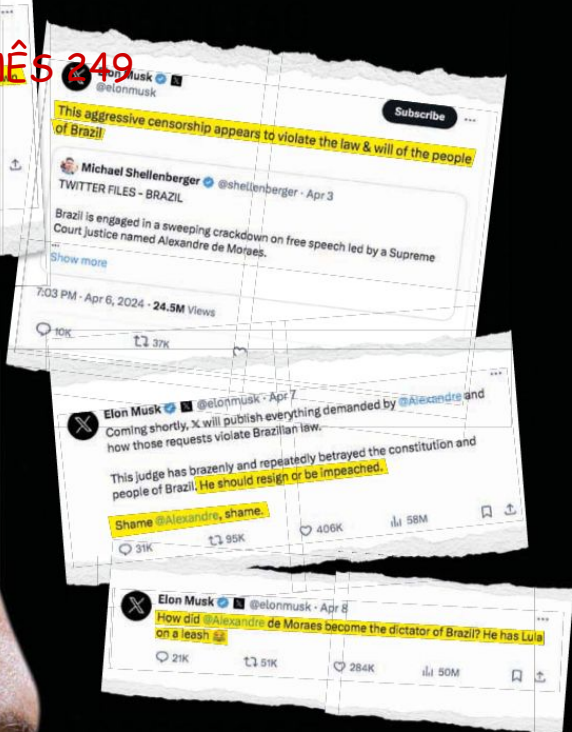 MÊS 249
Elon Musk
@elonmusk
Subscribe
This aggressive censorship appears to violate the law & will of the people
of Brazil
Michael Shellenberger @shellenberger · Apr 3
TWITTER FILES - BRAZIL
Brazil is engaged in a sweeping crackdown on free speech led by a Supreme
Court justice named Alexandre de Moraes.
...
Show more
7:03 PM · Apr 6, 2024 · 24.5M Views
10K 37K
Elon Musk @elonmusk · Apr 7
Coming shortly, X will publish everything demanded by @Alexandre and
how those requests violate Brazilian law.
This judge has brazenly and repeatedly betrayed the constitution and
people of Brazil. He should resign or be impeached.
Shame @Alexandre, shame.
31K 95K 406K 58M
Elon Musk @elonmusk · Apr 8
How did @Alexandre de Moraes become the dictator of Brazil? He has Lula
on a leash 😂
21K 51K 284K 50M